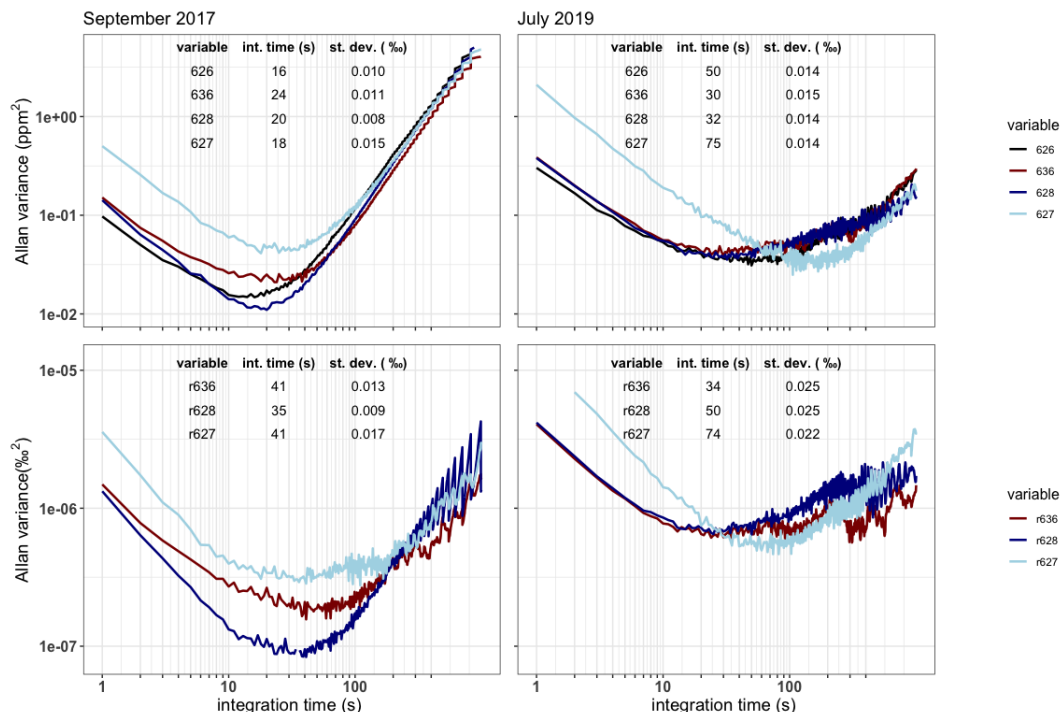 September 2017
July 2019
variable int. time (s) st. dev. ( ‰)
626 16 0.010
636 24 0.011
628 20 0.008
627 18 0.015
variable int. time (s) st. dev. ( ‰)
626 50 0.014
636 30 0.015
628 32 0.014
627 75 0.014
Allan variance (ppm²)
1e+00
1e-01
1e-02
variable
626
636
628
627
variable int. time (s) st. dev. ( ‰)
r636 41 0.013
r628 35 0.009
r627 41 0.017
variable int. time (s) st. dev. ( ‰)
r636 34 0.025
r628 50 0.025
r627 74 0.022
Allan variance(‰²)
1e-05
1e-06
1e-07
variable
r636
r628
r627
1 10 100
integration time (s)
1 10 100
integration time (s)